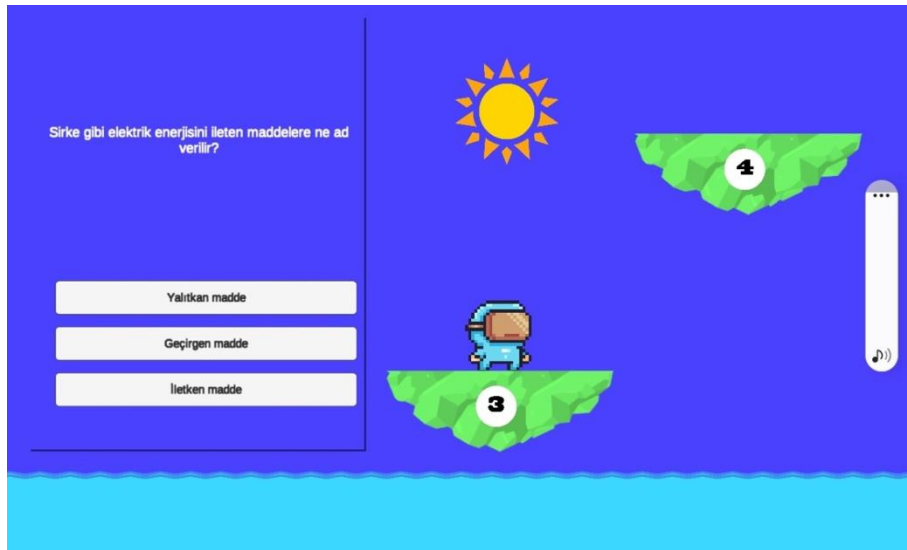 Sirke gibi elektrik enerjisini ileten maddelere ne ad
verilir?
Yalıtkan madde
Geçirgen madde
İletken madde
3
4